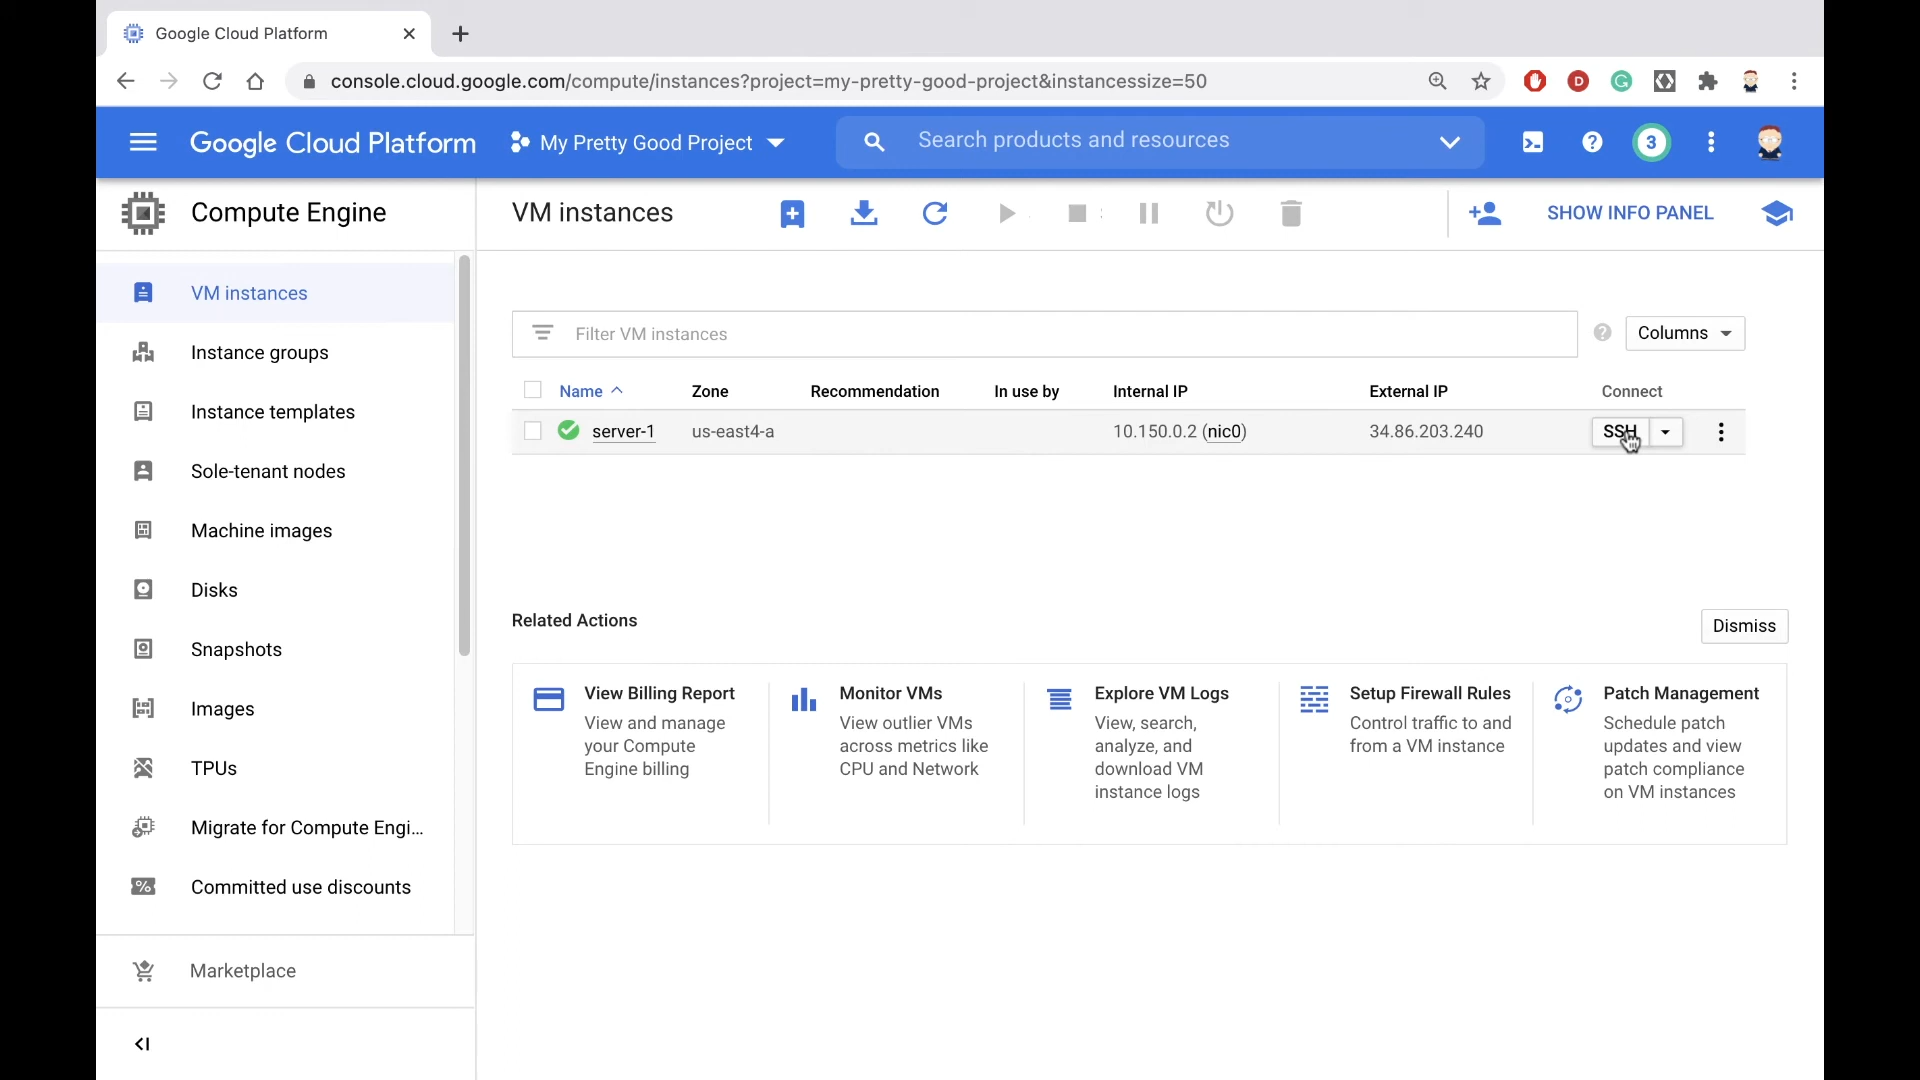 Google Cloud Platform
console.cloud.google.com/compute/instances?project=my-pretty-good-project&instancessize=50
Google Cloud Platform
My Pretty Good Project
Search products and resources
3
Compute Engine
VM instances
SHOW INFO PANEL
VM instances
Instance groups
Instance templates
Sole-tenant nodes
Machine images
Disks
Snapshots
Images
TPUs
Migrate for Compute Engi...
Committed use discounts
Marketplace
Filter VM instances
Columns
Name Zone Recommendation In use by Internal IP External IP Connect
server-1 us-east4-a 10.150.0.2 (nic0) 34.86.203.240 SSH
Related Actions
Dismiss
View Billing Report
View and manage
your Compute
Engine billing
Monitor VMs
View outlier VMs
across metrics like
CPU and Network
Explore VM Logs
View, search,
analyze, and
download VM
instance logs
Setup Firewall Rules
Control traffic to and
from a VM instance
Patch Management
Schedule patch
updates and view
patch compliance
on VM instances